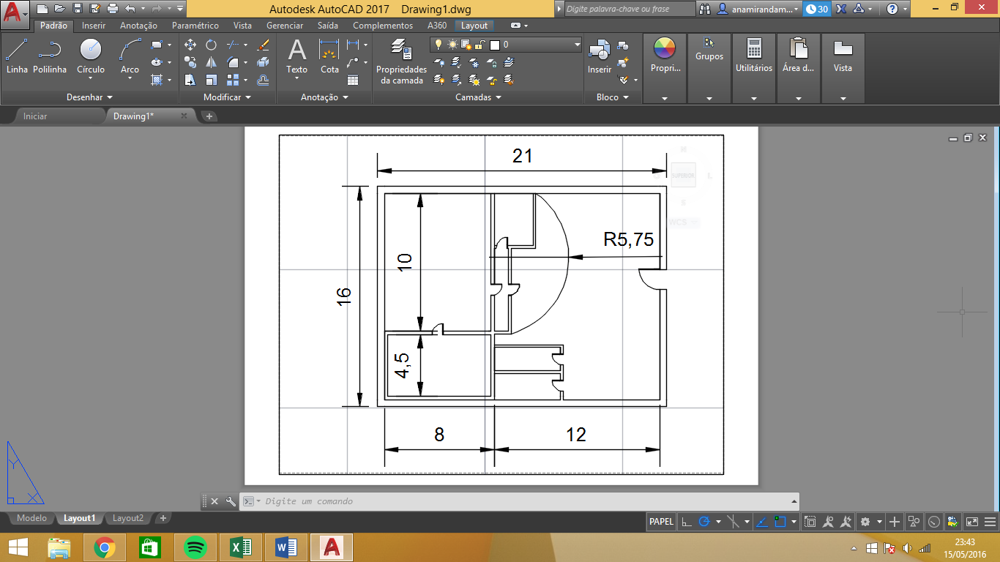 Autodesk AutoCAD 2017 Drawing1.dwg
Digite palavra-chave ou frase
anamirandam...
30
Padrão Inserir Anotação Paramétrico Vista Gerenciar Saída Complementos A360 Layout
Linha Polilinha Círculo Arco
Texto Cota
Propriedades
da camada
0
Inserir
Propri...
Grupos
Utilitários
Área d...
Vista
Desenhar Modificar Anotação Camadas Bloco
Iniciar
Drawing1*
21
SUPERIOR
S
WCS
R5,75
10
16
4,5
8
12
Y
X
Digite um comando
Modelo Layout1 Layout2
PAPEL
23:43
15/05/2016